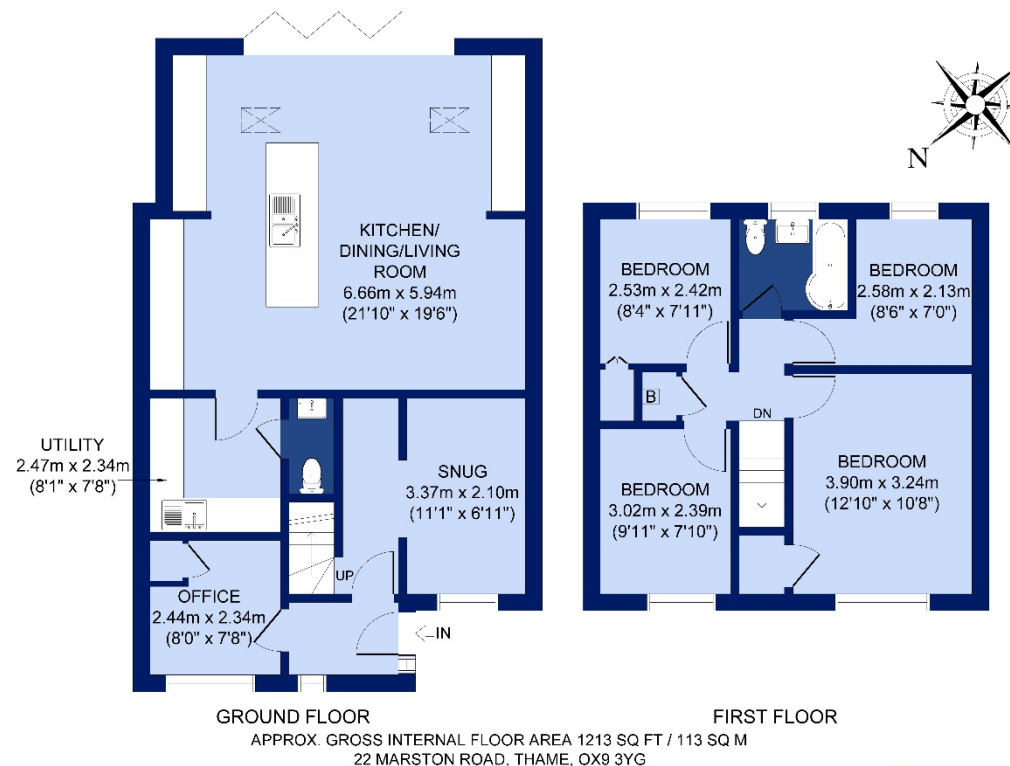 N
KITCHEN/
DINING/LIVING
ROOM
6.66m x 5.94m
(21'10" x 19'6")
UTILITY
2.47m x 2.34m
(8'1" x 7'8")
SNUG
3.37m x 2.10m
(11'1" x 6'11")
OFFICE
2.44m x 2.34m
(8'0" x 7'8")
UP
IN
BEDROOM
2.53m x 2.42m
(8'4" x 7'11")
BEDROOM
2.58m x 2.13m
(8'6" x 7'0")
B
DN
BEDROOM
3.02m x 2.39m
(9'11" x 7'10")
BEDROOM
3.90m x 3.24m
(12'10" x 10'8")
GROUND FLOOR
FIRST FLOOR
APPROX. GROSS INTERNAL FLOOR AREA 1213 SQ FT / 113 SQ M
22 MARSTON ROAD, THAME, OX9 3YG